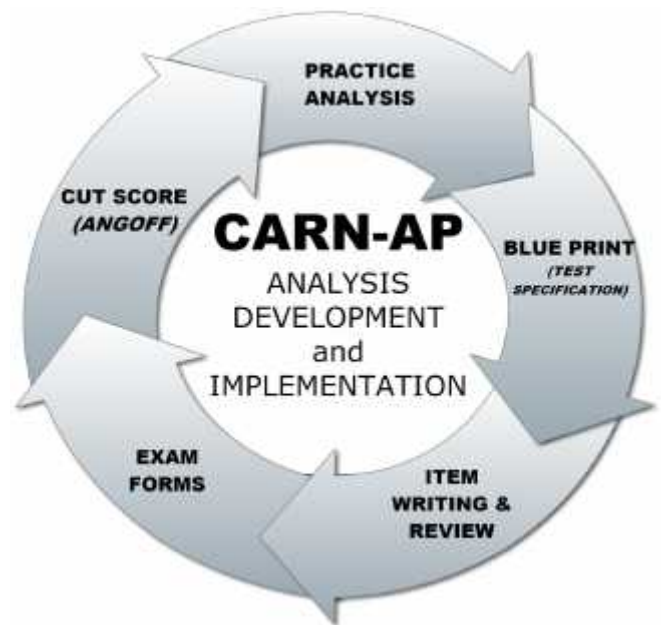 PRACTICE
ANALYSIS
BLUE PRINT
(TEST
SPECIFICATION)
ITEM
WRITING &
REVIEW
EXAM
FORMS
CUT SCORE
(ANGOFF)
CARN-AP
ANALYSIS
DEVELOPMENT
and
IMPLEMENTATION